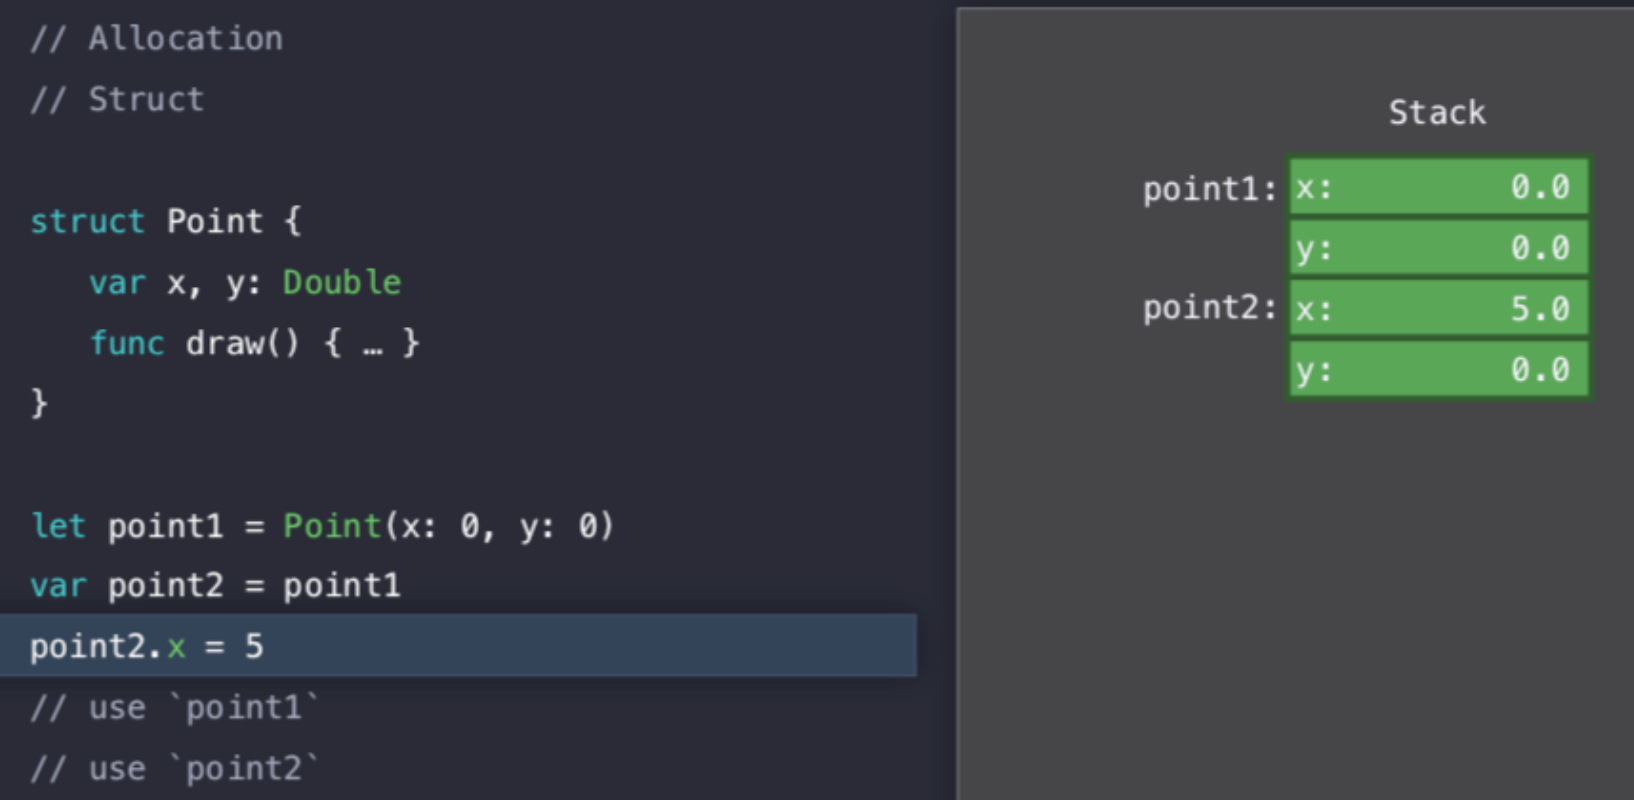 // Allocation
// Struct
struct Point {
var x, y: Double
func draw() { … }
}
let point1 = Point(x: 0, y: 0)
var point2 = point1
point2.x = 5
// use `point1`
// use `point2`
Stack
point1: x: 0.0
y: 0.0
point2: x: 5.0
y: 0.0